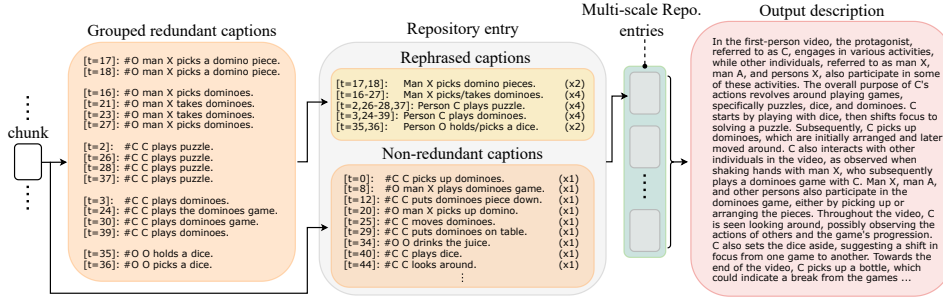 chunk
Grouped redundant captions
[t=17]: #O man X picks a domino piece.
[t=18]: #O man X picks a domino piece.
[t=16]: #O man X picks dominoes.
[t=21]: #O man X takes dominoes.
[t=23]: #O man X takes dominoes.
[t=27]: #O man X picks dominoes.
[t=2]: #C C plays puzzle.
[t=26]: #C C plays puzzle.
[t=28]: #C C plays puzzle.
[t=37]: #C C plays puzzle.
[t=3]: #C C plays dominoes.
[t=24]: #C C plays the dominoes game.
[t=30]: #C C plays dominoes game.
[t=39]: #C C plays dominoes.
[t=35]: #O O holds a dice.
[t=36]: #O O picks a dice.
Repository entry
Rephrased captions
[t=17,18]: Man X picks domino pieces. (x2)
[t=16-27]: Man X picks/takes dominoes. (x4)
[t=2,26-28,37]: Person C plays puzzle. (x4)
[t=3,24-39]: Person C plays dominoes. (x4)
[t=35,36]: Person O holds/picks a dice. (x2)
Non-redundant captions
[t=0]: #C C picks up dominoes. (x1)
[t=8]: #O man X plays dominoes game. (x1)
[t=12]: #C C puts dominoes piece down. (x1)
[t=20]: #O man X picks up domino. (x1)
[t=25]: #C C moves dominoes. (x1)
[t=29]: #C C puts dominoes on table. (x1)
[t=34]: #O O drinks the juice. (x1)
[t=40]: #C C plays dice. (x1)
[t=44]: #C C looks around. (x1)
Multi-scale Repo.
entries
Output description
In the first-person video, the protagonist,
referred to as C, engages in various activities,
while other individuals, referred to as man X,
man A, and persons X, also participate in some
of these activities. The overall purpose of C's
actions revolves around playing games,
specifically puzzles, dice, and dominoes. C
starts by playing with dice, then shifts focus to
solving a puzzle. Subsequently, C picks up
dominoes, which are initially arranged and later
moved around. C also interacts with other
individuals in the video, as observed when
shaking hands with man X, who subsequently
plays a dominoes game with C. Man X, man A,
and other persons also participate in the
dominoes game, either by picking up or
arranging the pieces. Throughout the video, C
is seen looking around, possibly observing the
actions of others and the game's progression.
C also sets the dice aside, suggesting a shift in
focus from one game to another. Towards the
end of the video, C picks up a bottle, which
could indicate a break from the games ...